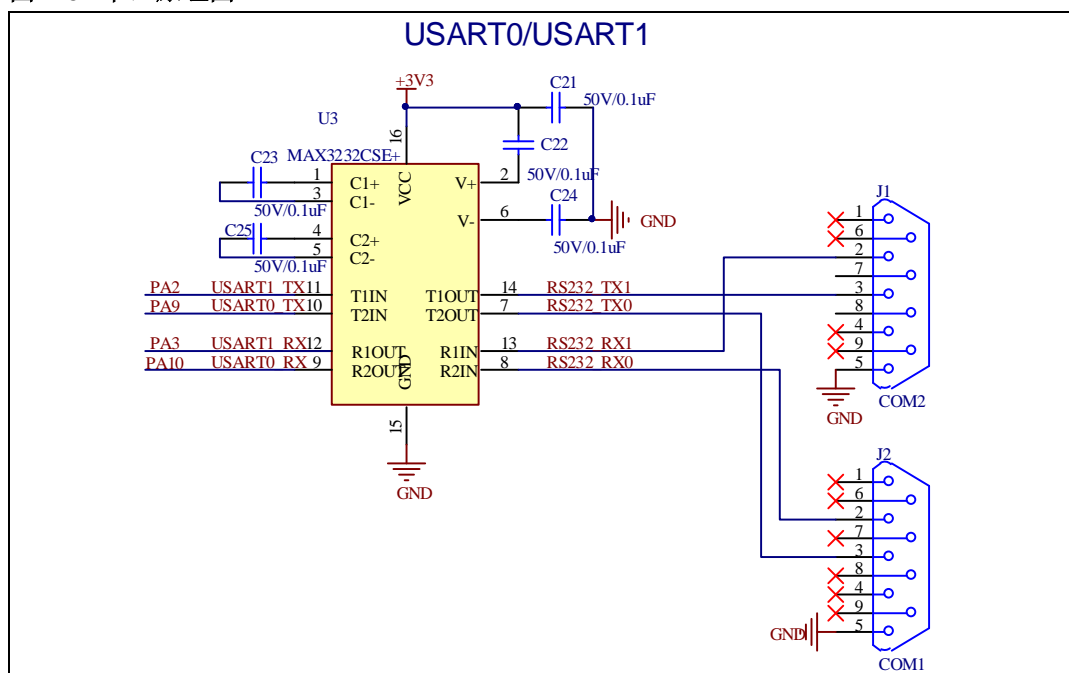 USART0/USART1
+3V3
C21
50V/0.1uF
U3
16
C22
MAX3232CSE+
C23
50V/0.1uF
1 C1+ VCC V+ 2
3 C1-
50V/0.1uF
C24
6 V-
GND
C25
4 C2+
5 C2-
50V/0.1uF
50V/0.1uF
PA2 USART1_TX 11 T1IN T1OUT 14 RS232_TX1
PA9 USART0_TX 10 T2IN T2OUT 7 RS232_TX0
PA3 USART1_RX 12 R1OUT R1IN 13 RS232_RX1
PA10 USART0_RX 9 R2OUT GND R2IN 8 RS232_RX0
15
GND
J1
1
6
2
7
3
8
4
9
5
GND
COM2
J2
1
6
2
7
3
8
4
9
5
GND
COM1